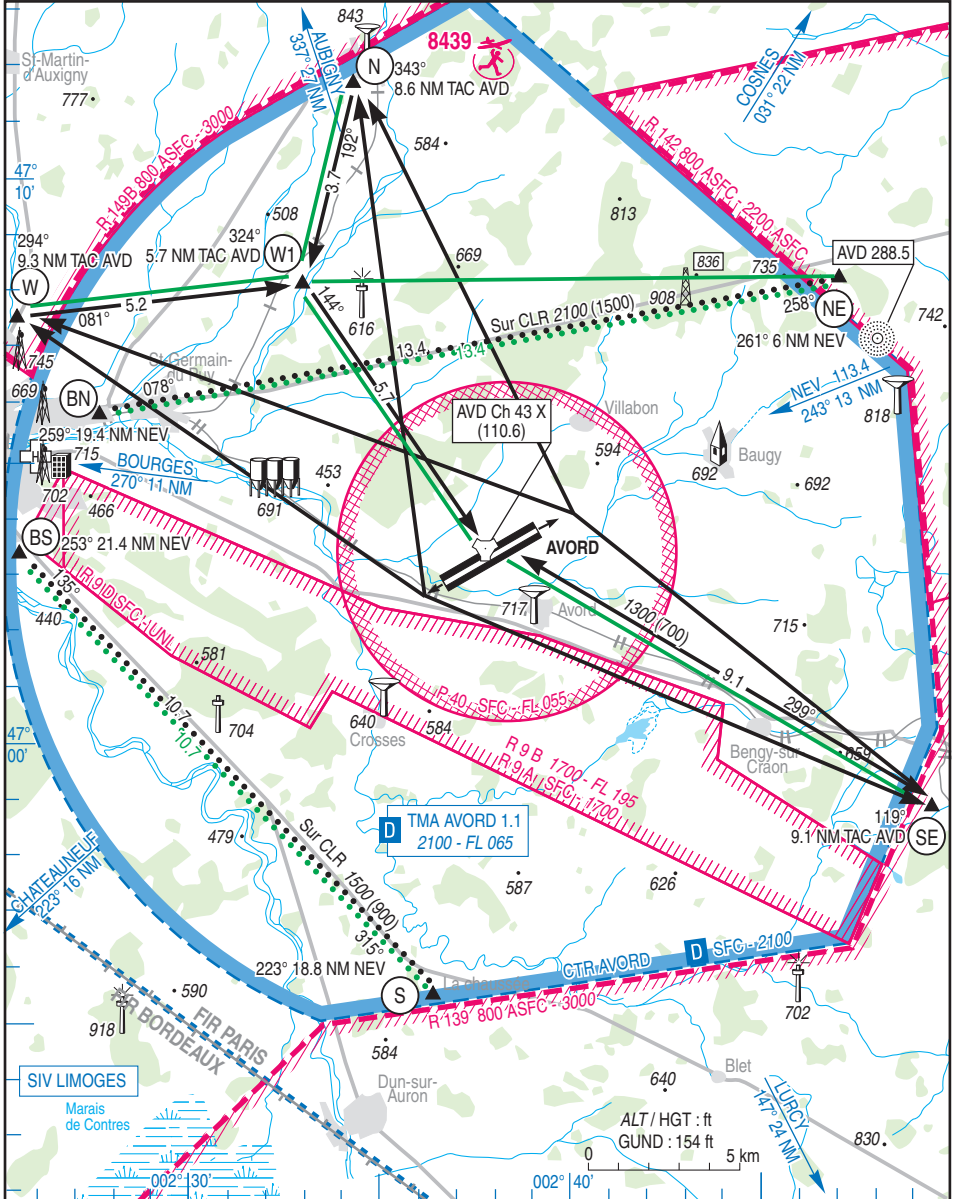 843
8439
N
343°
8.6 NM TAC AVD
AUBIGNY
337° 27 NM
COSNES
031° 22 NM
St-Martin-
d'Auxigny
777
584
R 149B 800 ASFC - 3000
R 142 800 ASFC - 2200 ASFC
47°
10'
192°
3.7
813
508
294°
9.3 NM TAC AVD
W
324°
5.7 NM TAC AVD
W1
669
836
735
AVD 288.5
908
5.2
081°
144°
616
Sur CLR 2100 (1500)
258°
NE
261° 6 NM NEV
742
13.4
13.4
745
St-Germain-
du-Puy
078°
5.7
669
BN
259° 19.4 NM NEV
NEV 113.4
243° 13 NM
818
AVD Ch 43 X
(110.6)
Villabon
715
BOURGES
270° 11 NM
453
594
692
Baugy
692
702
466
691
BS
253° 21.4 NM NEV
AVORD
135°
R 9 D SFC - UNL
717
Avord
1300 (700)
440
715
581
9.1
P 40 - SFC - FL 055
299°
10.7
10.7
704
640
Crosses
584
47°
00'
R 9 B 1700 - FL 195
R 9 A SFC - 1700
Bengy-sur-
Craon
659
119°
9.1 NM TAC AVD
SE
D
TMA AVORD 1.1
2100 - FL 065
479
Sur CLR 1500 (900)
587
626
CHATEAUNEUF
223° 16 NM
315°
223° 18.8 NM NEV
S
CTR AVORD
D
SFC - 2100
R 139 800 ASFC - 3000
702
590
918
FIR PARIS
FIR BORDEAUX
584
SIV LIMOGES
Marais
de Contres
Dun-sur-
Auron
640
Blet
LURCY
147° 24 NM
ALT / HGT : ft
GUND : 154 ft
830
0
5 km
002° 30'
002° 40'